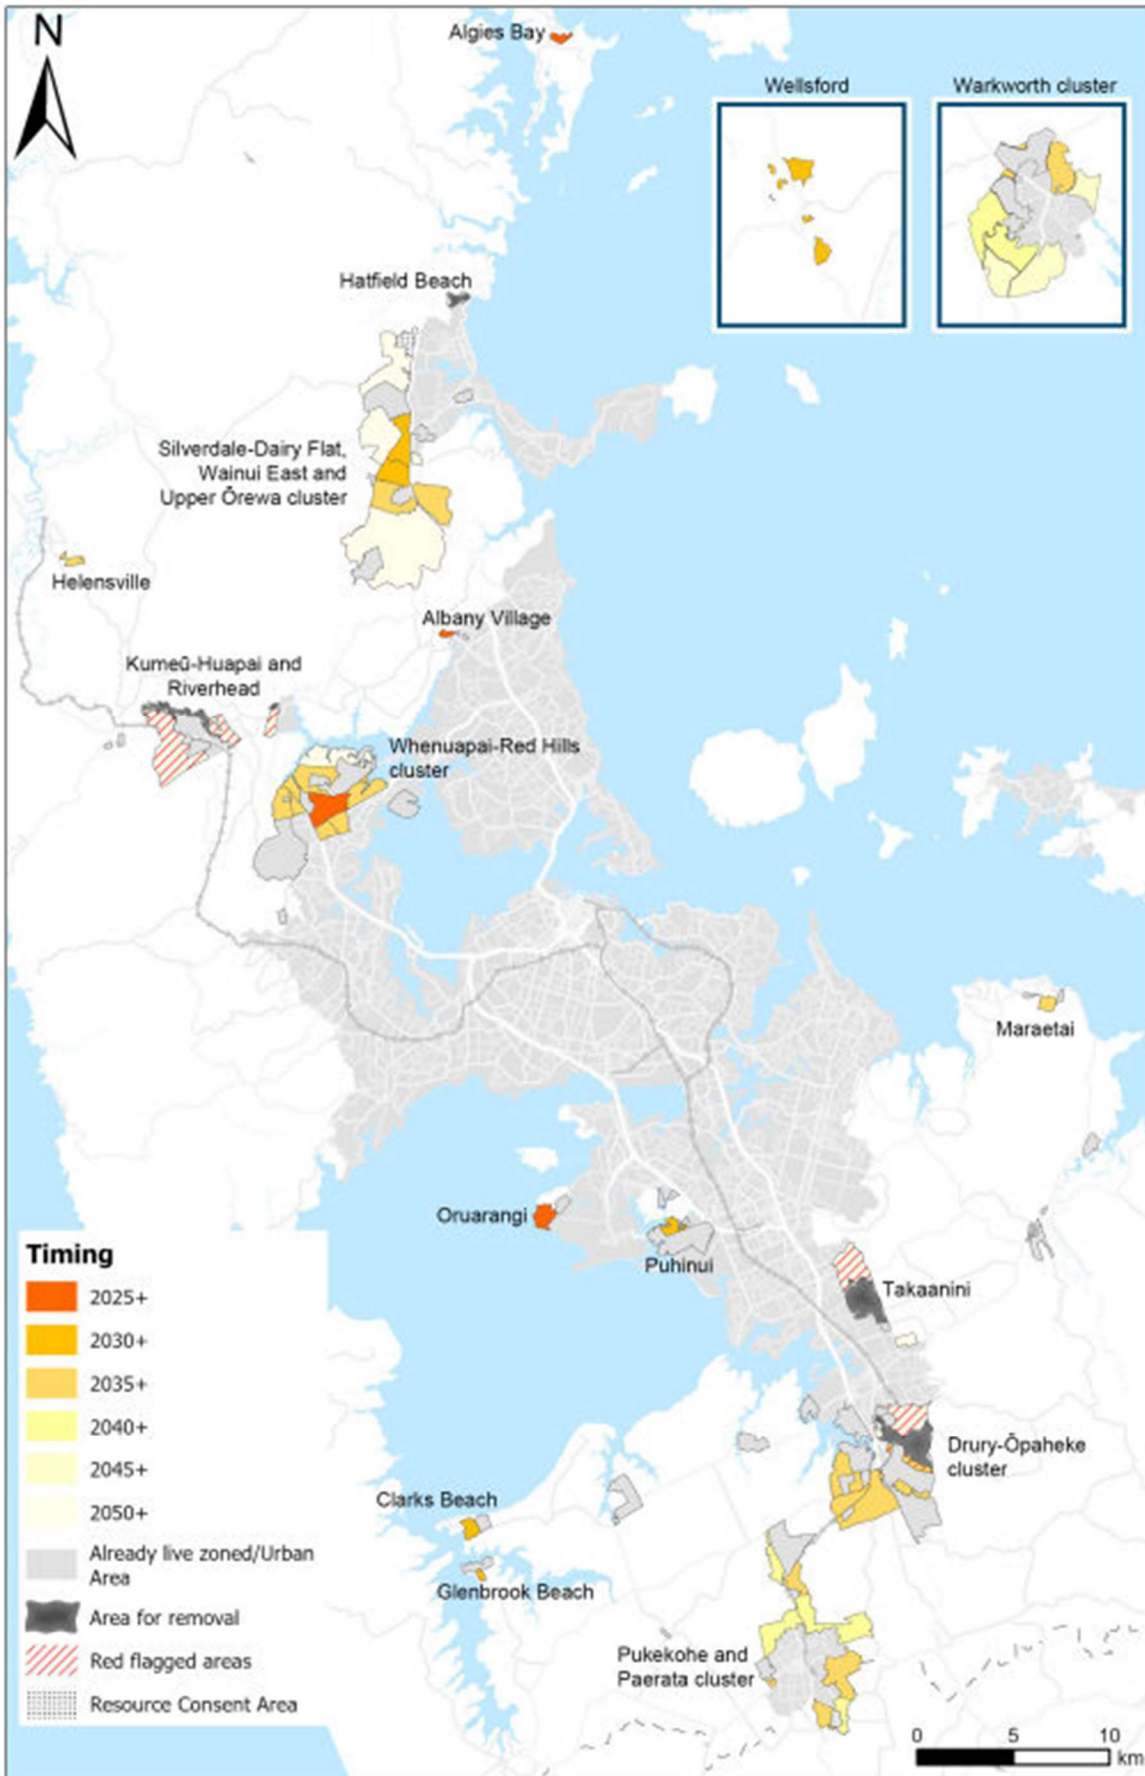 N
Algies Bay
Wellsford
Warkworth cluster
Hatfield Beach
Silverdale-Dairy Flat,
Wainui East and
Upper Ōrewa cluster
Helensville
Albany Village
Kumeū-Huapai and
Riverhead
Whenuapai-Red Hills
cluster
Maraetai
Oruarangi
Puhinui
Takaanini
Drury-Ōpaheke
cluster
Clarks Beach
Glenbrook Beach
Pukekohe and
Paerata cluster
Timing
2025+
2030+
2035+
2040+
2045+
2050+
Already live zoned/Urban
Area
Area for removal
Red flagged areas
Resource Consent Area
0 5 10
km